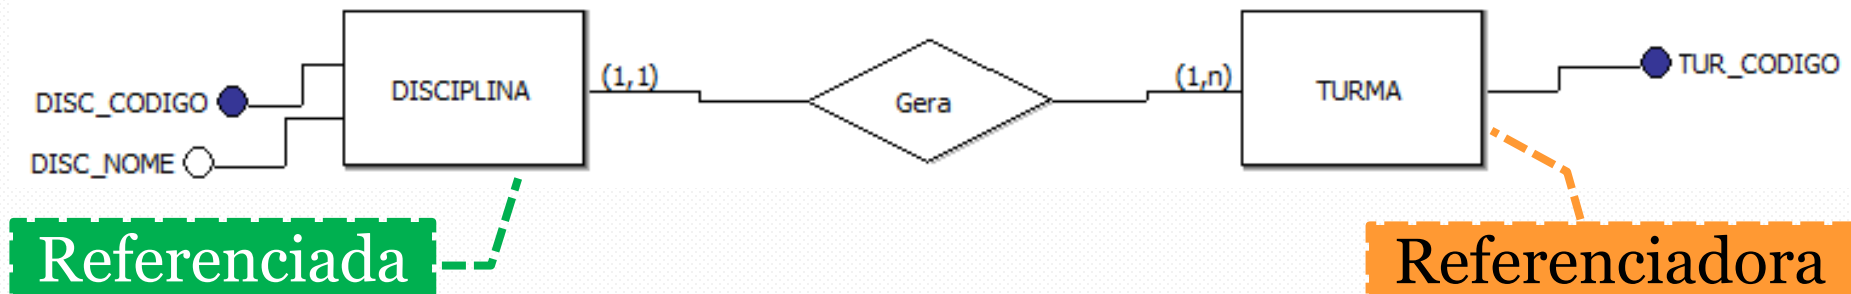 DISC_CODIGO
DISC_NOME
DISCIPLINA
(1,1)
Gera
(1,n)
TURMA
TUR_CODIGO
Referenciada
Referenciadora